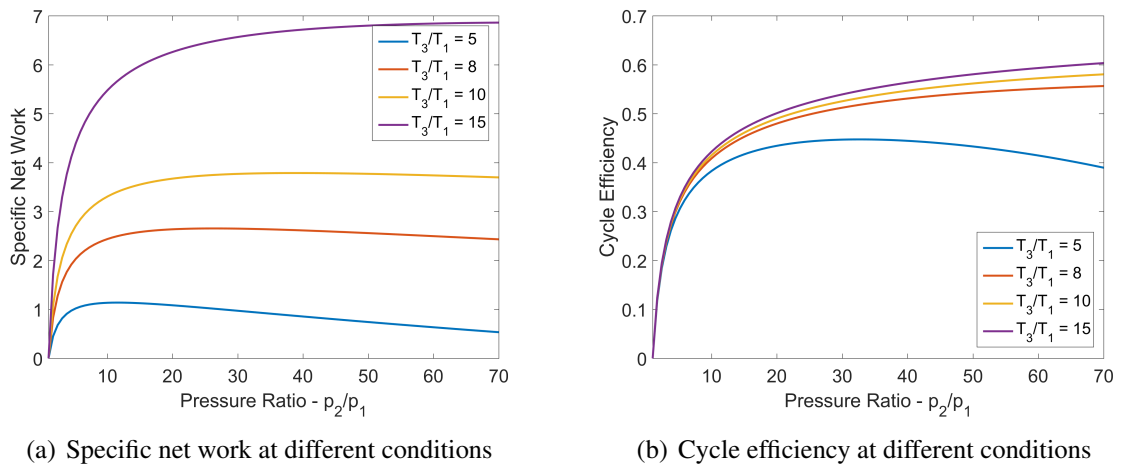 7
6
5
4
3
2
1
0
Specific Net Work
10 20 30 40 50 60 70
Pressure Ratio - p2/p1
T3/T1 = 5
T3/T1 = 8
T3/T1 = 10
T3/T1 = 15
(a) Specific net work at different conditions
0.7
0.6
0.5
0.4
0.3
0.2
0.1
0
Cycle Efficiency
10 20 30 40 50 60 70
Pressure Ratio - p2/p1
T3/T1 = 5
T3/T1 = 8
T3/T1 = 10
T3/T1 = 15
(b) Cycle efficiency at different conditions